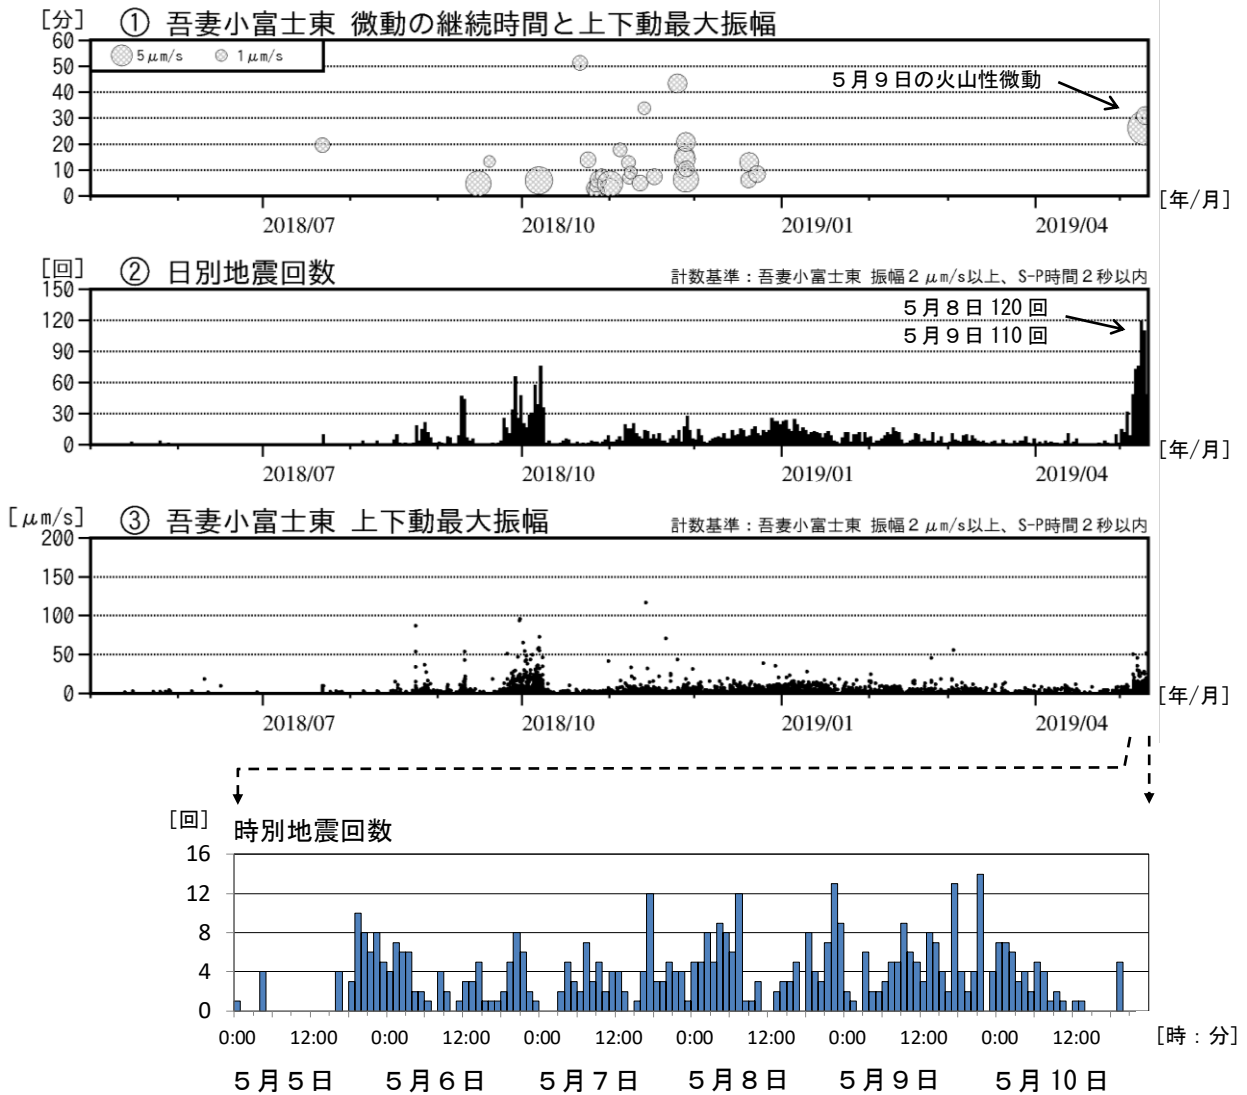 [分] ① 吾妻小富士東 微動の継続時間と上下動最大振幅
60
5μm/s 1μm/s
50
5月9日の火山性微動
40
30
20
10
0
[年/月]
2018/07 2018/10 2019/01 2019/04
[回] ② 日別地震回数 計数基準：吾妻小富士東 振幅2μm/s以上、S-P時間2秒以内
150
5月8日 120回
120
5月9日 110回
90
60
30
0
[年/月]
2018/07 2018/10 2019/01 2019/04
[μm/s] ③ 吾妻小富士東 上下動最大振幅 計数基準：吾妻小富士東 振幅2μm/s以上、S-P時間2秒以内
200
150
100
50
0
[年/月]
2018/07 2018/10 2019/01 2019/04
[回] 時別地震回数
16
12
8
4
0
0:00 12:00 0:00 12:00 0:00 12:00 0:00 12:00 0:00 12:00 0:00 12:00 [時：分]
5月5日 5月6日 5月7日 5月8日 5月9日 5月10日